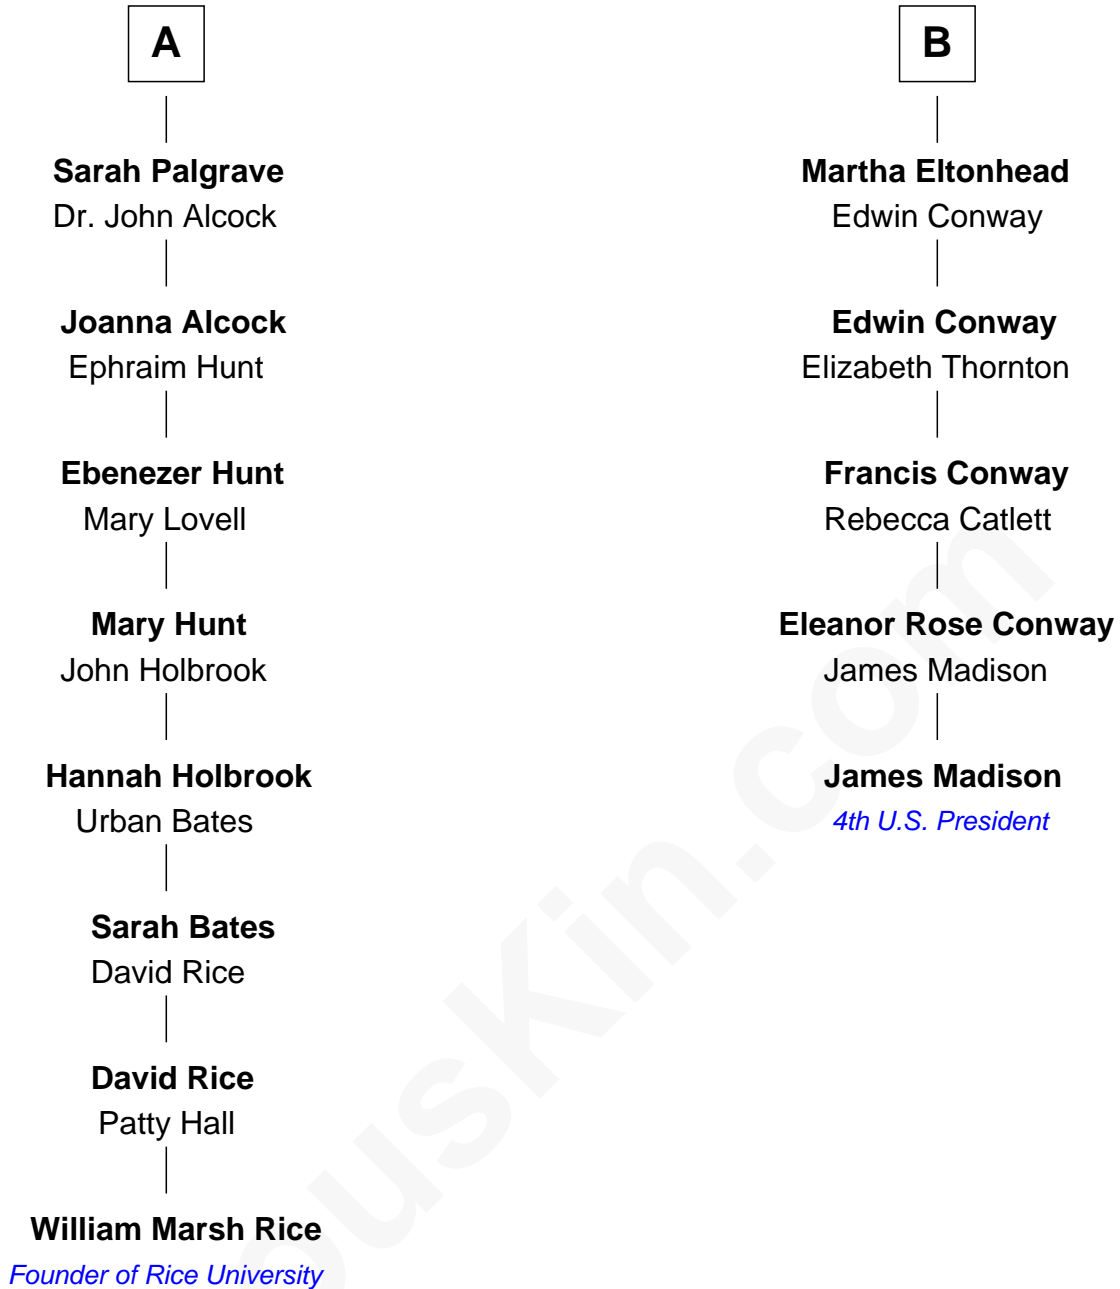 A
Sarah Palgrave
Dr. John Alcock
Joanna Alcock
Ephraim Hunt
Ebenezer Hunt
Mary Lovell
Mary Hunt
John Holbrook
Hannah Holbrook
Urban Bates
Sarah Bates
David Rice
David Rice
Patty Hall
William Marsh Rice
Founder of Rice University
B
Martha Eltonhead
Edwin Conway
Edwin Conway
Elizabeth Thornton
Francis Conway
Rebecca Catlett
Eleanor Rose Conway
James Madison
James Madison
4th U.S. President
ousKin.com